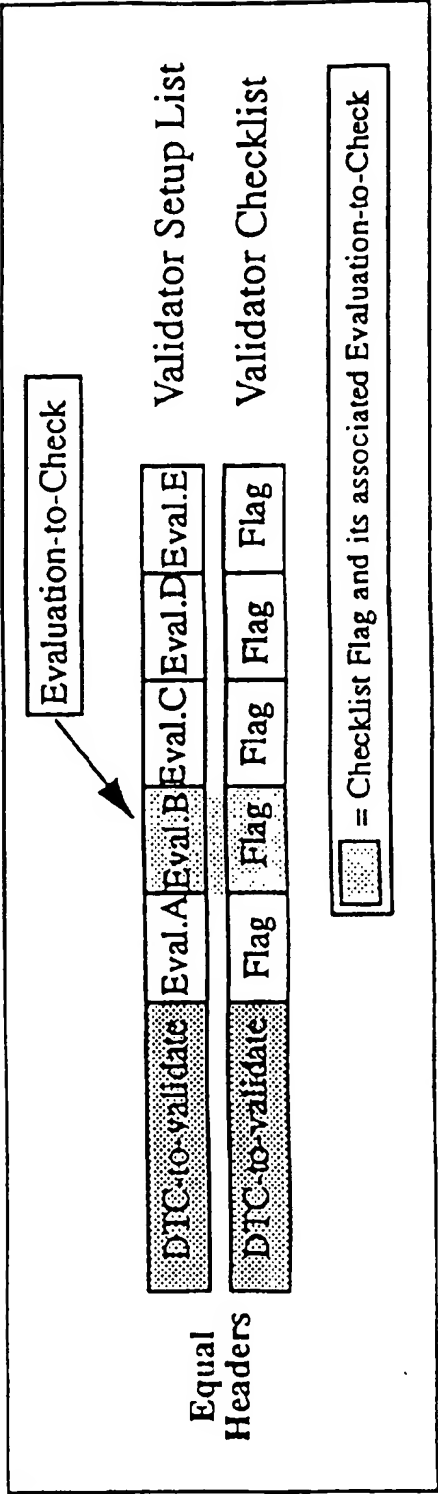 Evaluation-to-Check
Equal
Headers
DTC-to-validate Eval.A Eval.B Eval.C Eval.D Eval.E Validator Setup List
DTC-to-validate Flag Flag Flag Flag Flag Validator Checklist
= Checklist Flag and its associated Evaluation-to-Check